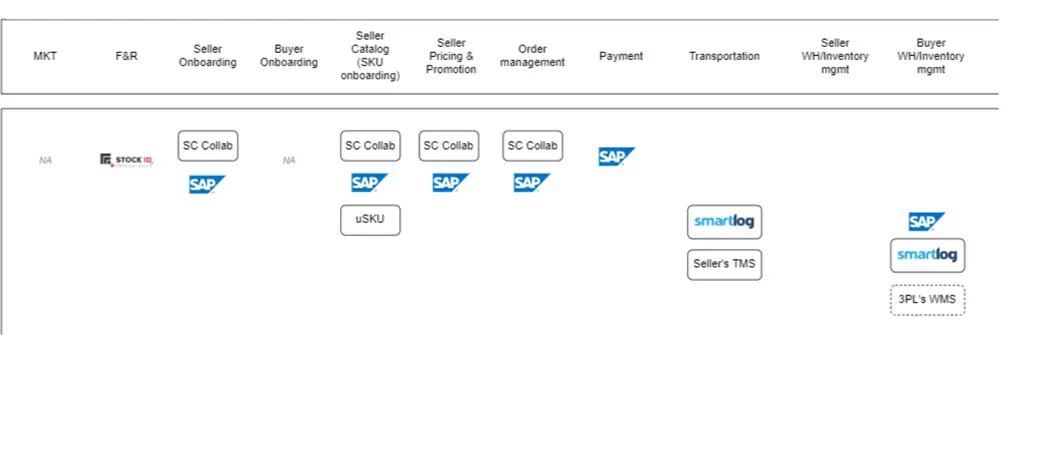 MKT
F&R
Seller
Onboarding
Buyer
Onboarding
Seller
Catalog
(SKU
onboarding)
Seller
Pricing &
Promotion
Order
management
Payment
Transportation
Seller
WH/Inventory
mgmt
Buyer
WH/Inventory
mgmt
NA
STOCK IQ
SC Collab
SAP
NA
SC Collab
SAP
uSKU
SC Collab
SAP
SC Collab
SAP
SAP
smartlog
Seller's TMS
SAP
smartlog
3PL's WMS